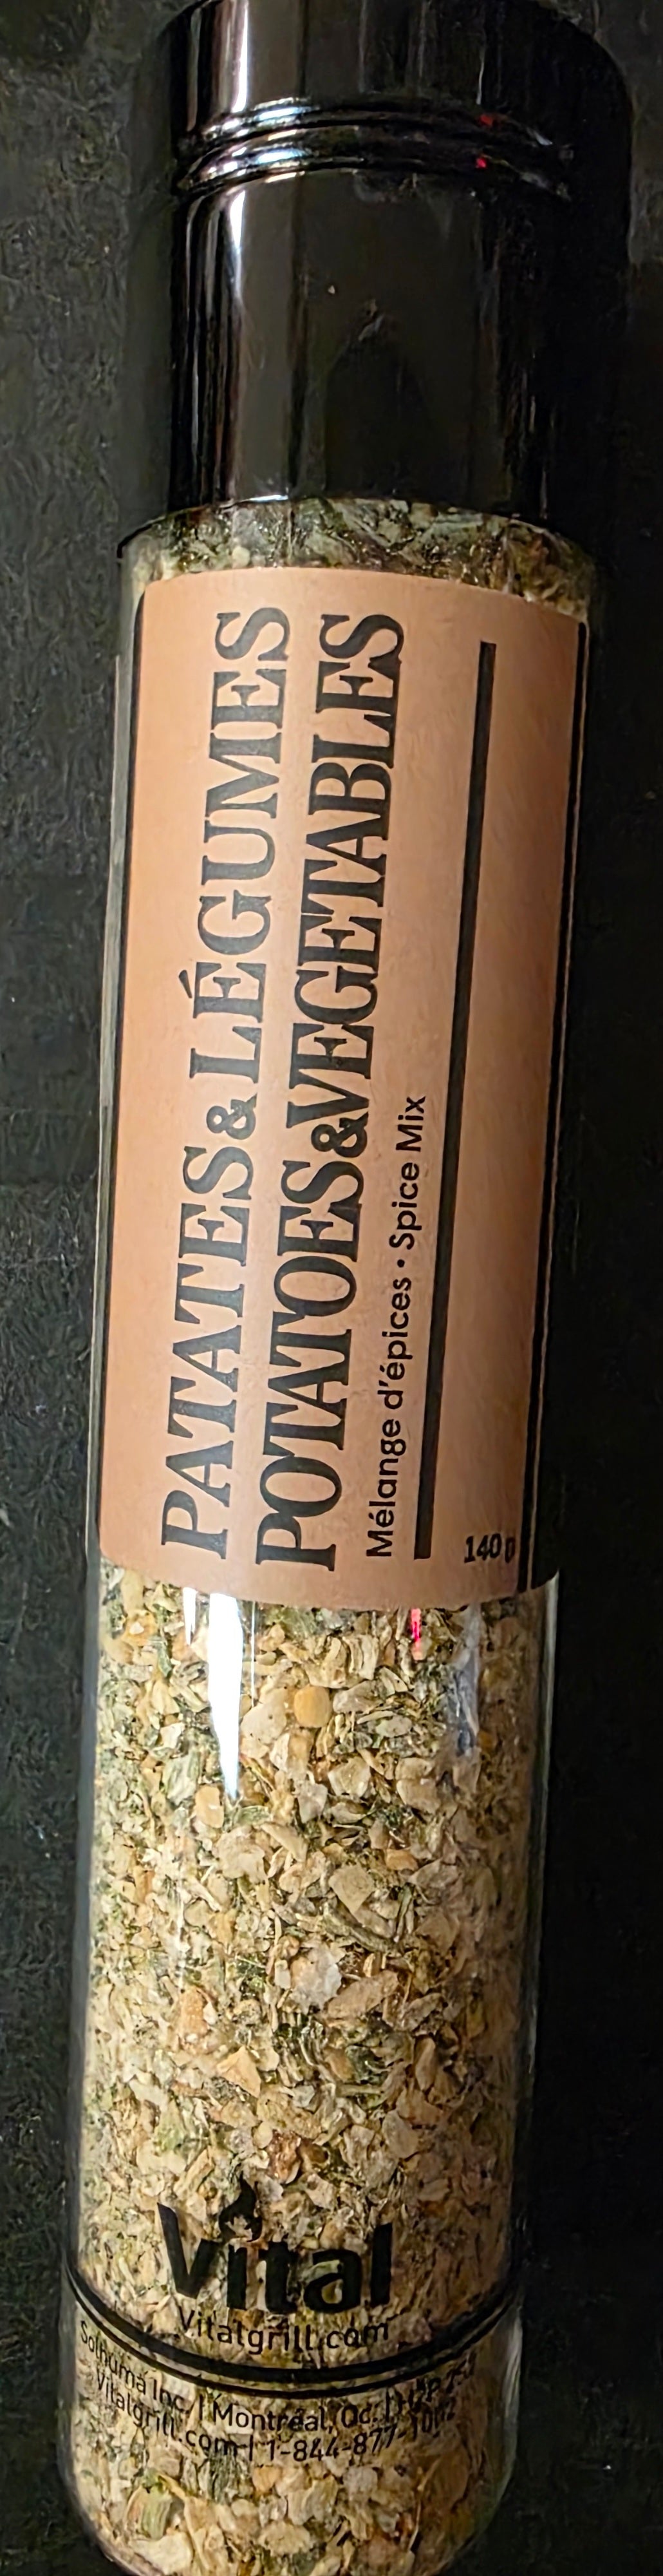 PATATES & LÉGUMES
POTATOES & VEGETABLES
Mélange d'épices • Spice Mix
140 g
Vital
Vitalgrill.com
Solhuma Inc. | Montréal, Qc. |
Vitalgrill.com | 1-844-877-